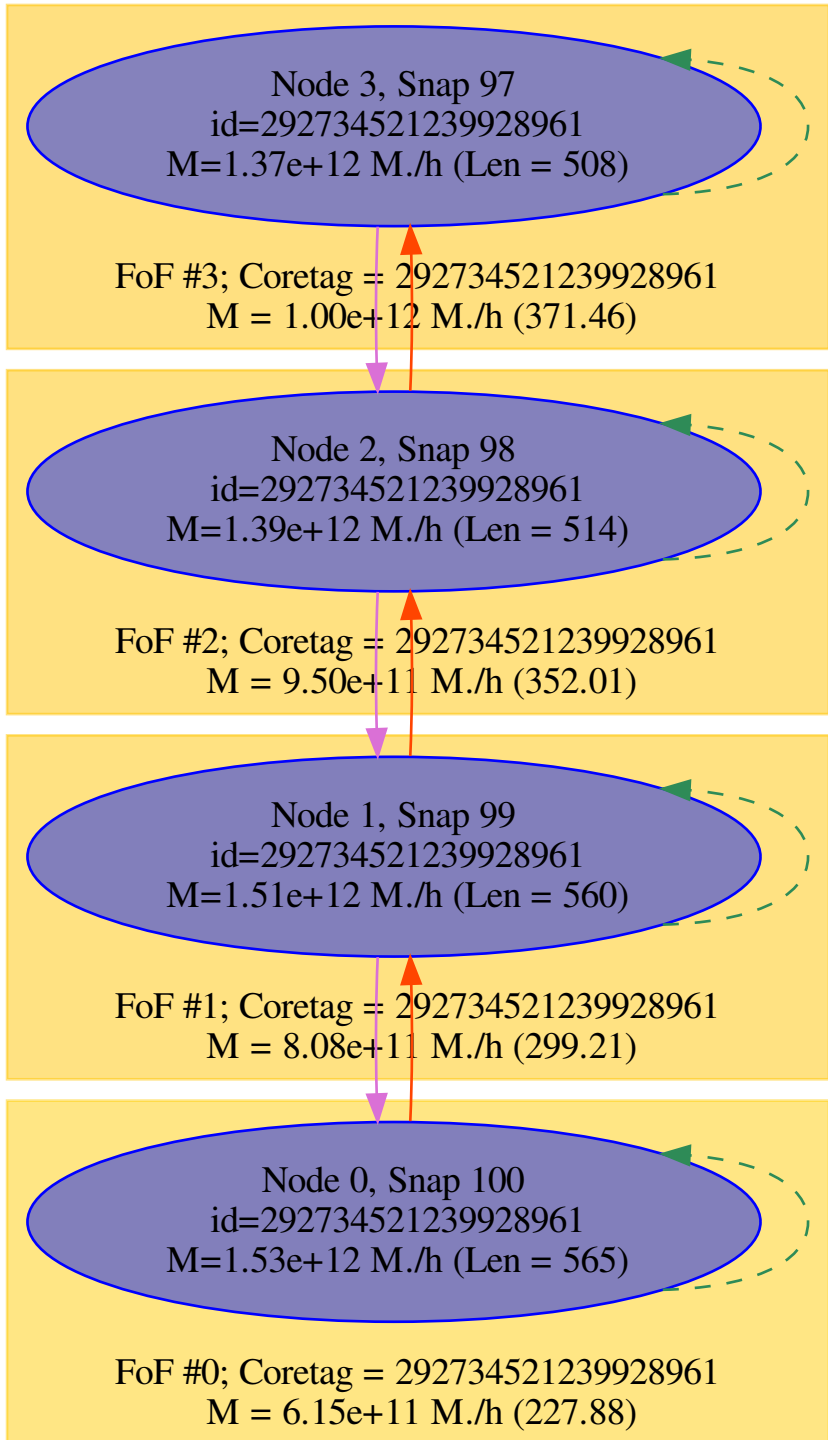 Node 3, Snap 97
id=292734521239928961
M=1.37e+12 M./h (Len = 508)
FoF #3; Coretag = 292734521239928961
M = 1.00e+12 M./h (371.46)
Node 2, Snap 98
id=292734521239928961
M=1.39e+12 M./h (Len = 514)
FoF #2; Coretag = 292734521239928961
M = 9.50e+11 M./h (352.01)
Node 1, Snap 99
id=292734521239928961
M=1.51e+12 M./h (Len = 560)
FoF #1; Coretag = 292734521239928961
M = 8.08e+11 M./h (299.21)
Node 0, Snap 100
id=292734521239928961
M=1.53e+12 M./h (Len = 565)
FoF #0; Coretag = 292734521239928961
M = 6.15e+11 M./h (227.88)